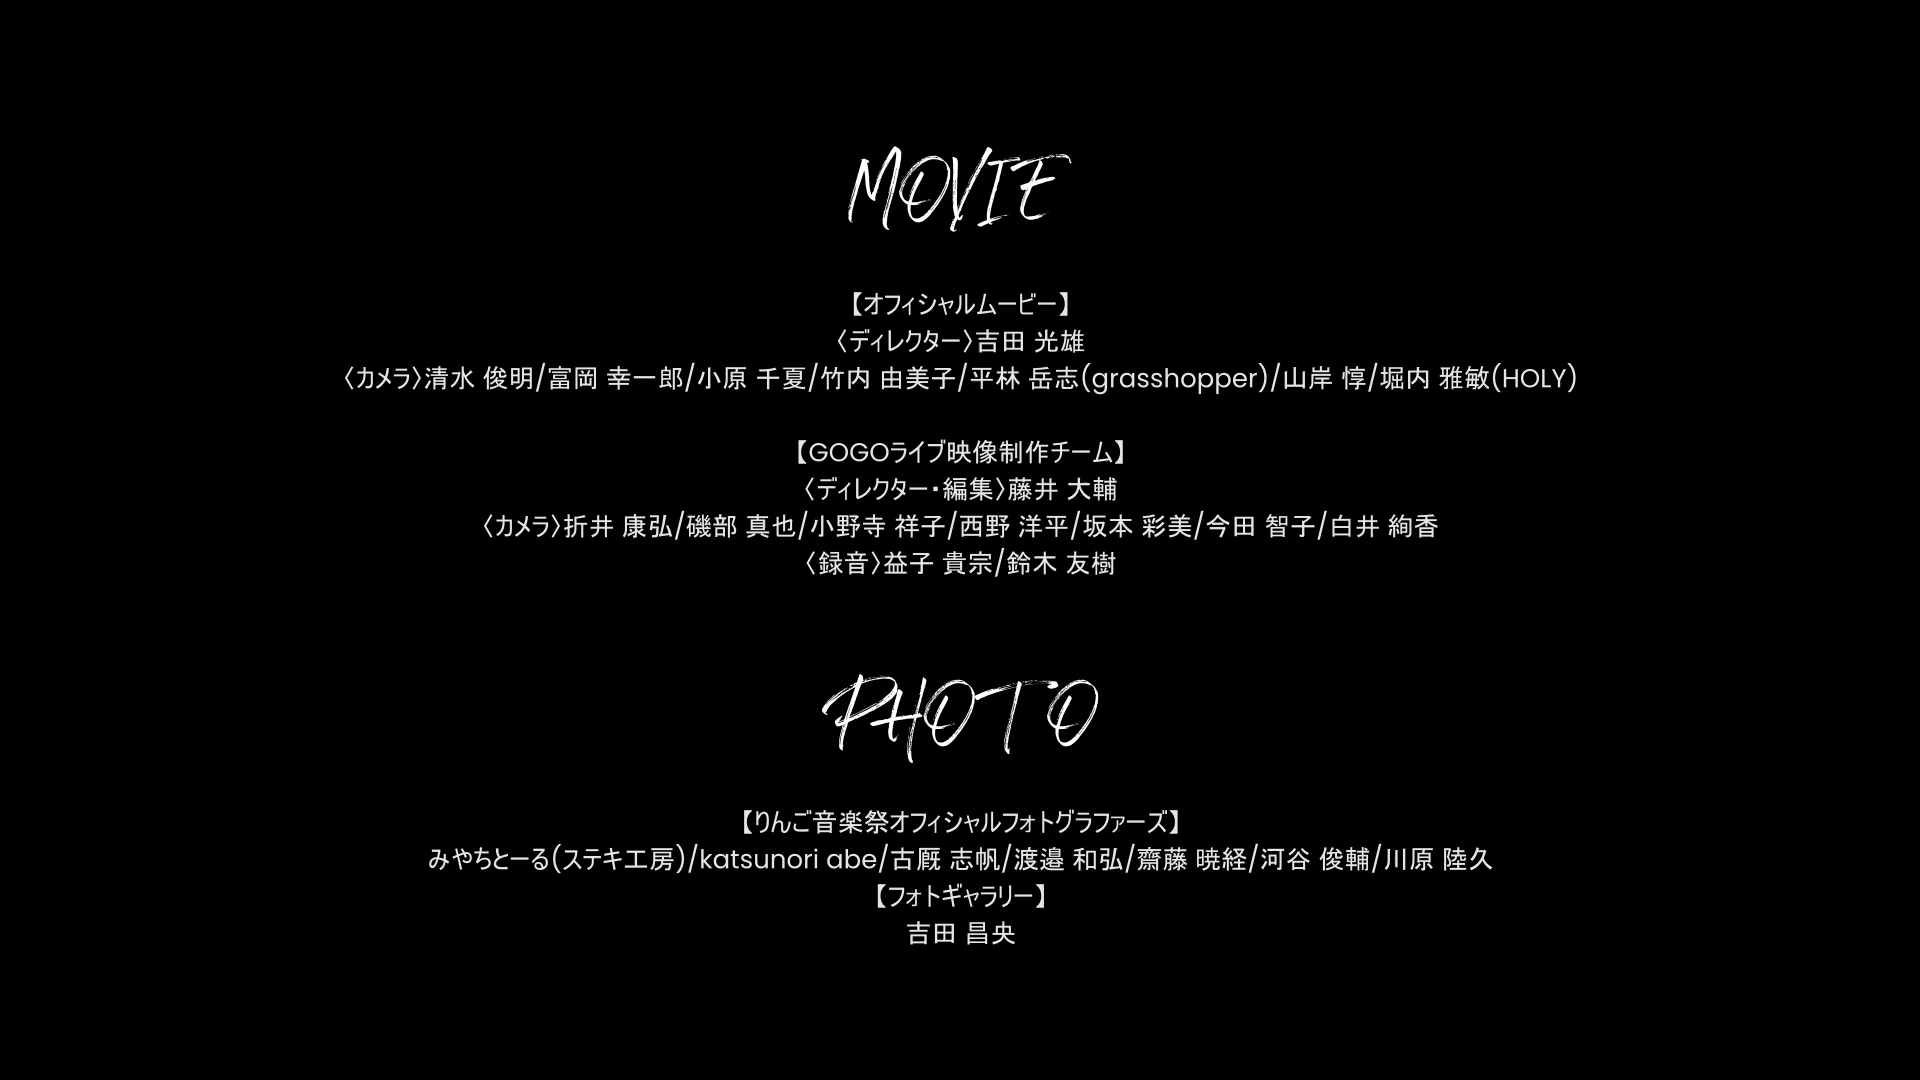 MOVIE
【オフィシャルムービー】
〈ディレクター〉吉田 光雄
〈カメラ〉清水 俊明/富岡 幸一郎/小原 千夏/竹内 由美子/平林 岳志(grasshopper)/山岸 惇/堀内 雅敏(HOLY)
【GOGOライブ映像制作チーム】
〈ディレクター・編集〉藤井 大輔
〈カメラ〉折井 康弘/磯部 真也/小野寺 祥子/西野 洋平/坂本 彩美/今田 智子/白井 絢香
〈録音〉益子 貴宗/鈴木 友樹
PHOTO
【りんご音楽祭オフィシャルフォトグラファーズ】
みやちとーる(ステキ工房)/katsunori abe/古厩 志帆/渡邉 和弘/齋藤 暁経/河谷 俊輔/川原 陸久
【フォトギャラリー】
吉田 昌央